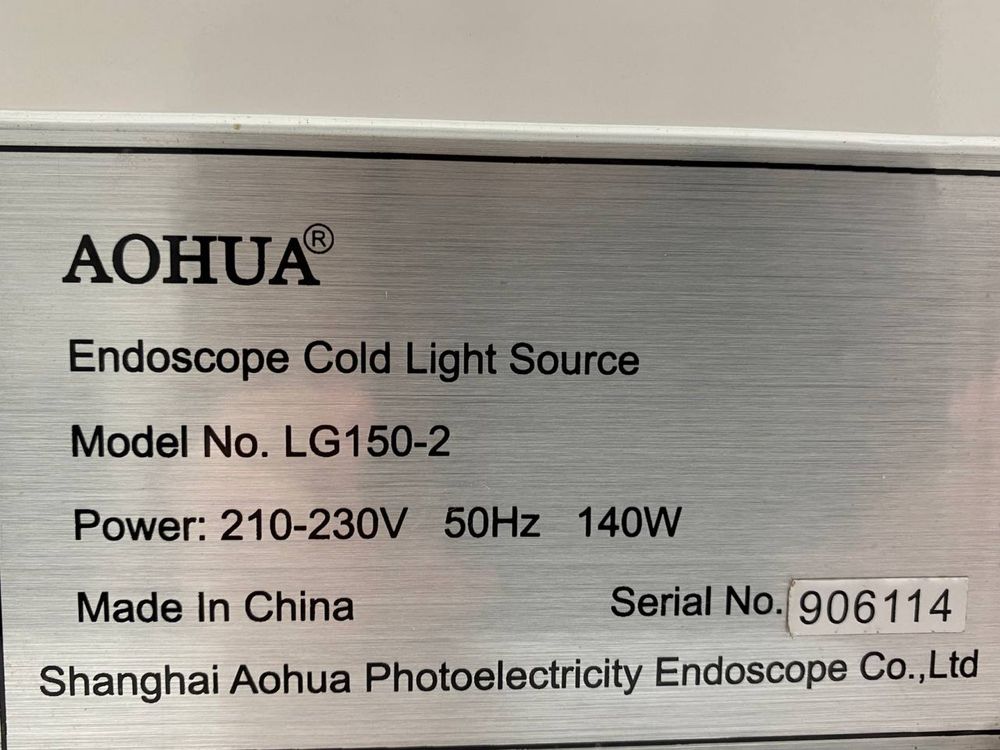 AOHUA®
Endoscope Cold Light Source
Model No. LG150-2
Power: 210-230V 50Hz 140W
Made In China Serial No. 906114
Shanghai Aohua Photoelectricity Endoscope Co.,Ltd